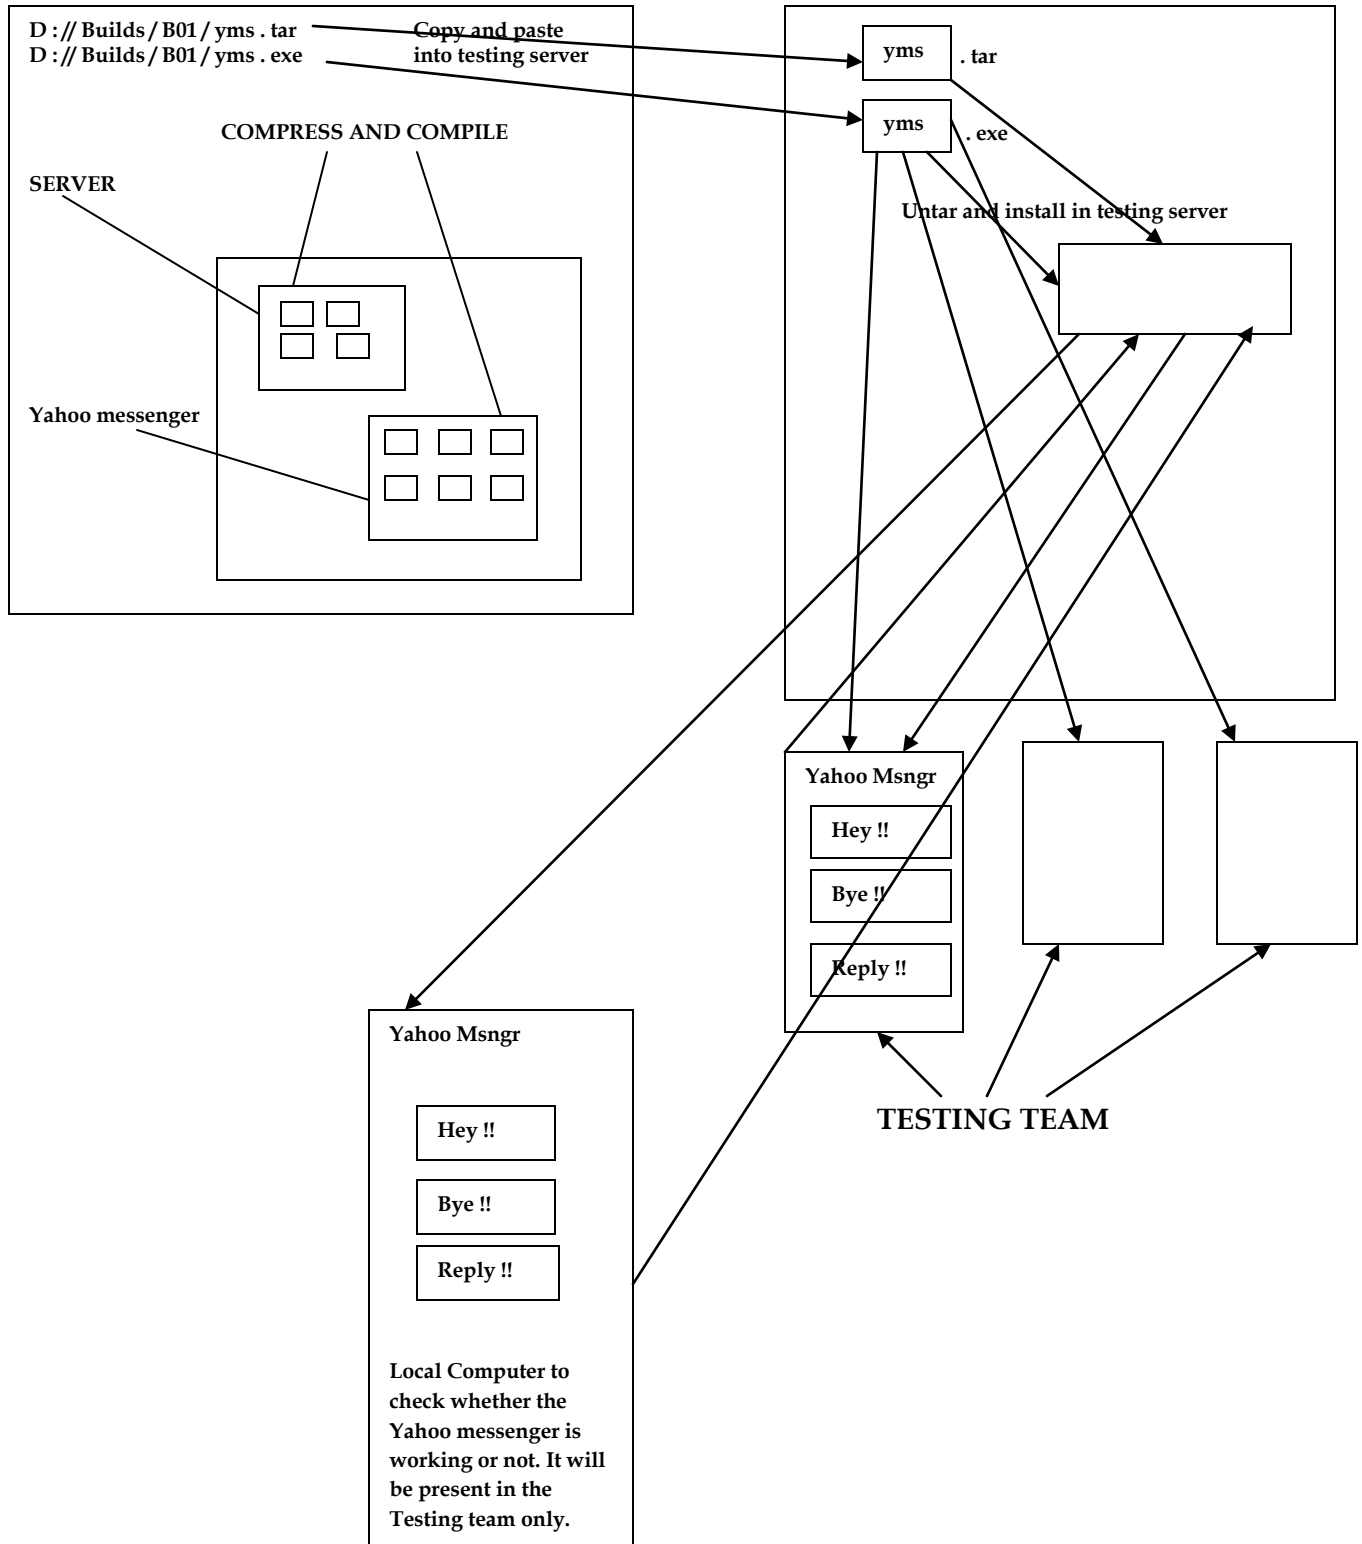 D : // Builds / B01 / yms . tar
D : // Builds / B01 / yms . exe
Copy and paste
into testing server
COMPRESS AND COMPILE
SERVER
Yahoo messenger
yms
. tar
yms
. exe
Untar and install in testing server
Yahoo Msngr
Hey !!
Bye !!
Reply !!
TESTING TEAM
Yahoo Msngr
Hey !!
Bye !!
Reply !!
Local Computer to
check whether the
Yahoo messenger is
working or not. It will
be present in the
Testing team only.